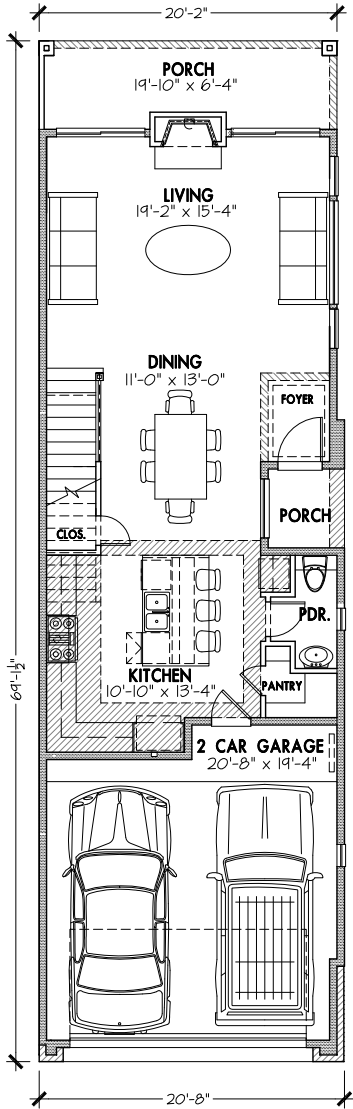 20'-2"
PORCH
19'-10" x 6'-4"
LIVING
19'-2" x 15'-4"
DINING
11'-0" x 13'-0"
FOYER
PORCH
CLOS.
PDR.
KITCHEN
10'-10" x 13'-4"
PANTRY
69'-1½"
2 CAR GARAGE
20'-8" x 19'-4"
20'-8"